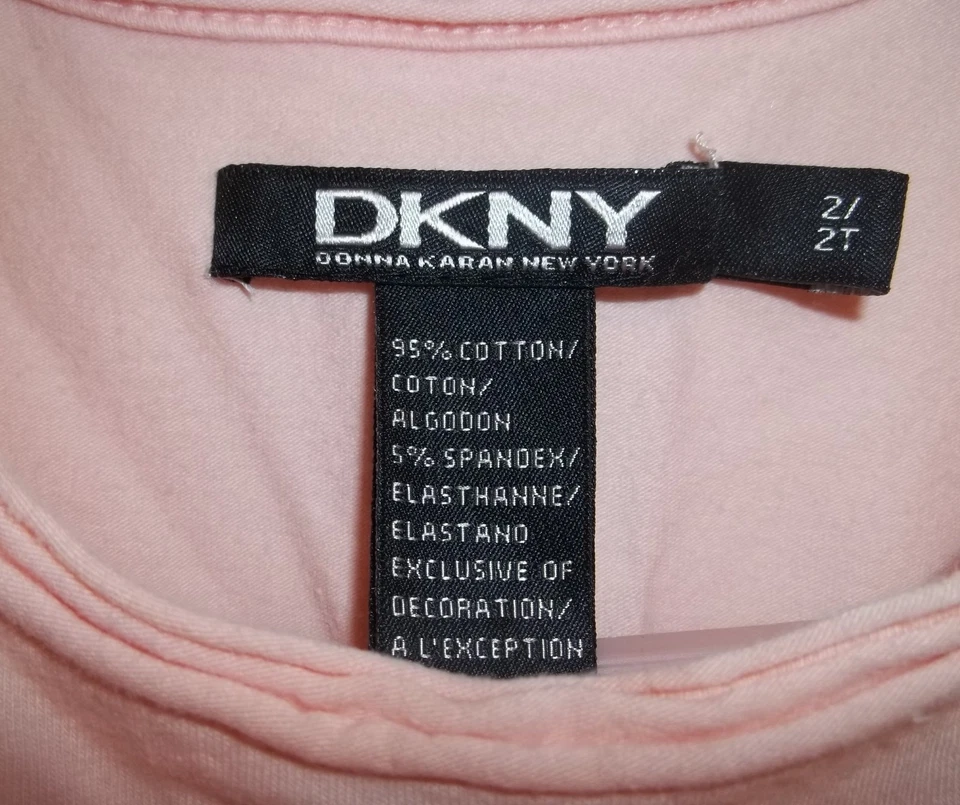 DKNY
DONNA KARAN NEW YORK
2/
2T
95% COTTON/
COTON/
ALGODON
5% SPANDEX/
ELASTHANNE/
ELASTANO
EXCLUSIVE OF
DECORATION/
A L'EXCEPTION